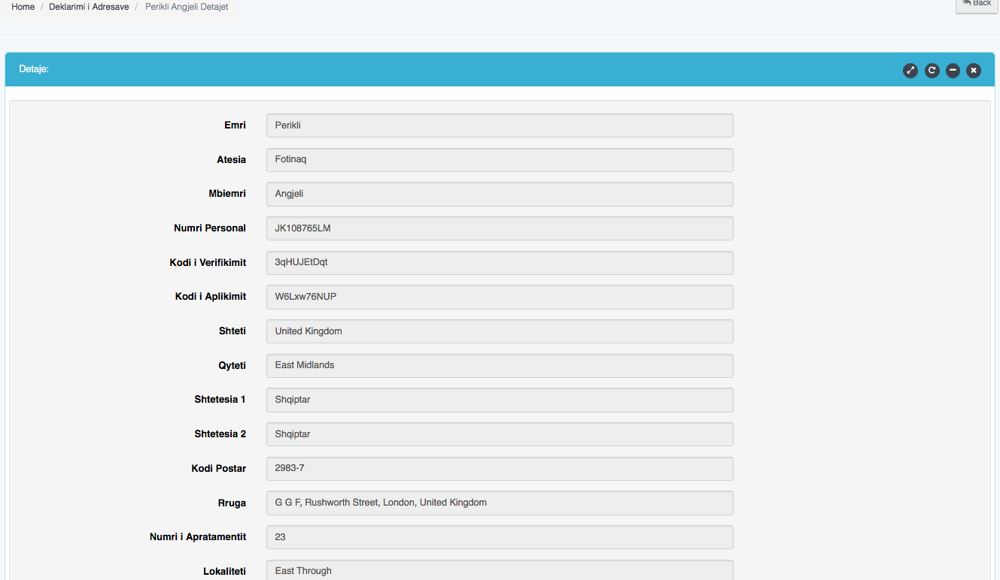 Home / Deklarimi i Adresave / Perikli Angjeli Detajet
Back
Detaje:
Emri Perikli
Atesia Fotinaq
Mbiemri Angjeli
Numri Personal JK108765LM
Kodi i Verifikimit 3qHUJEtDqt
Kodi i Aplikimit W6Lxw76NUP
Shteti United Kingdom
Qyteti East Midlands
Shtetesia 1 Shqiptar
Shtetesia 2 Shqiptar
Kodi Postar 2983-7
Rruga G G F, Rushworth Street, London, United Kingdom
Numri i Apratamentit 23
Lokaliteti East Through